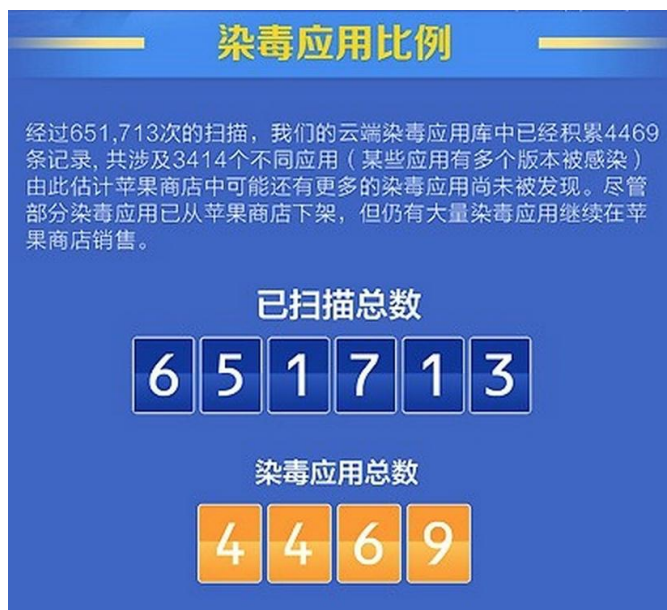 染毒应用比例
经过651,713次的扫描，我们的云端染毒应用库中已经积累4469
条记录, 共涉及3414个不同应用（某些应用有多个版本被感染）
由此估计苹果商店中可能还有更多的染毒应用尚未被发现。尽管
部分染毒应用已从苹果商店下架，但仍有大量染毒应用继续在苹
果商店销售。
已扫描总数
651713
染毒应用总数
4469